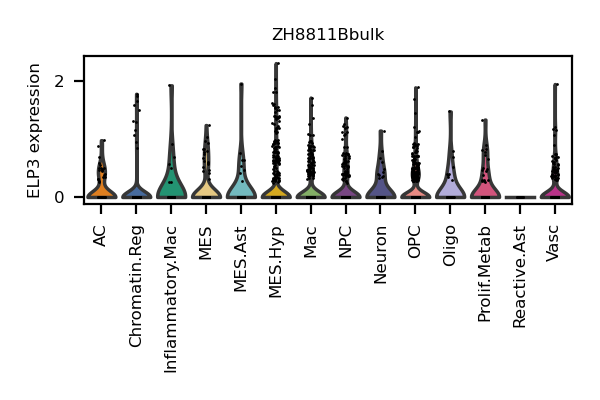 ZH8811Bbulk
ELP3 expression
2
0
AC
Chromatin.Reg
Inflammatory.Mac
MES
MES.Ast
MES.Hyp
Mac
NPC
Neuron
OPC
Oligo
Prolif.Metab
Reactive.Ast
Vasc